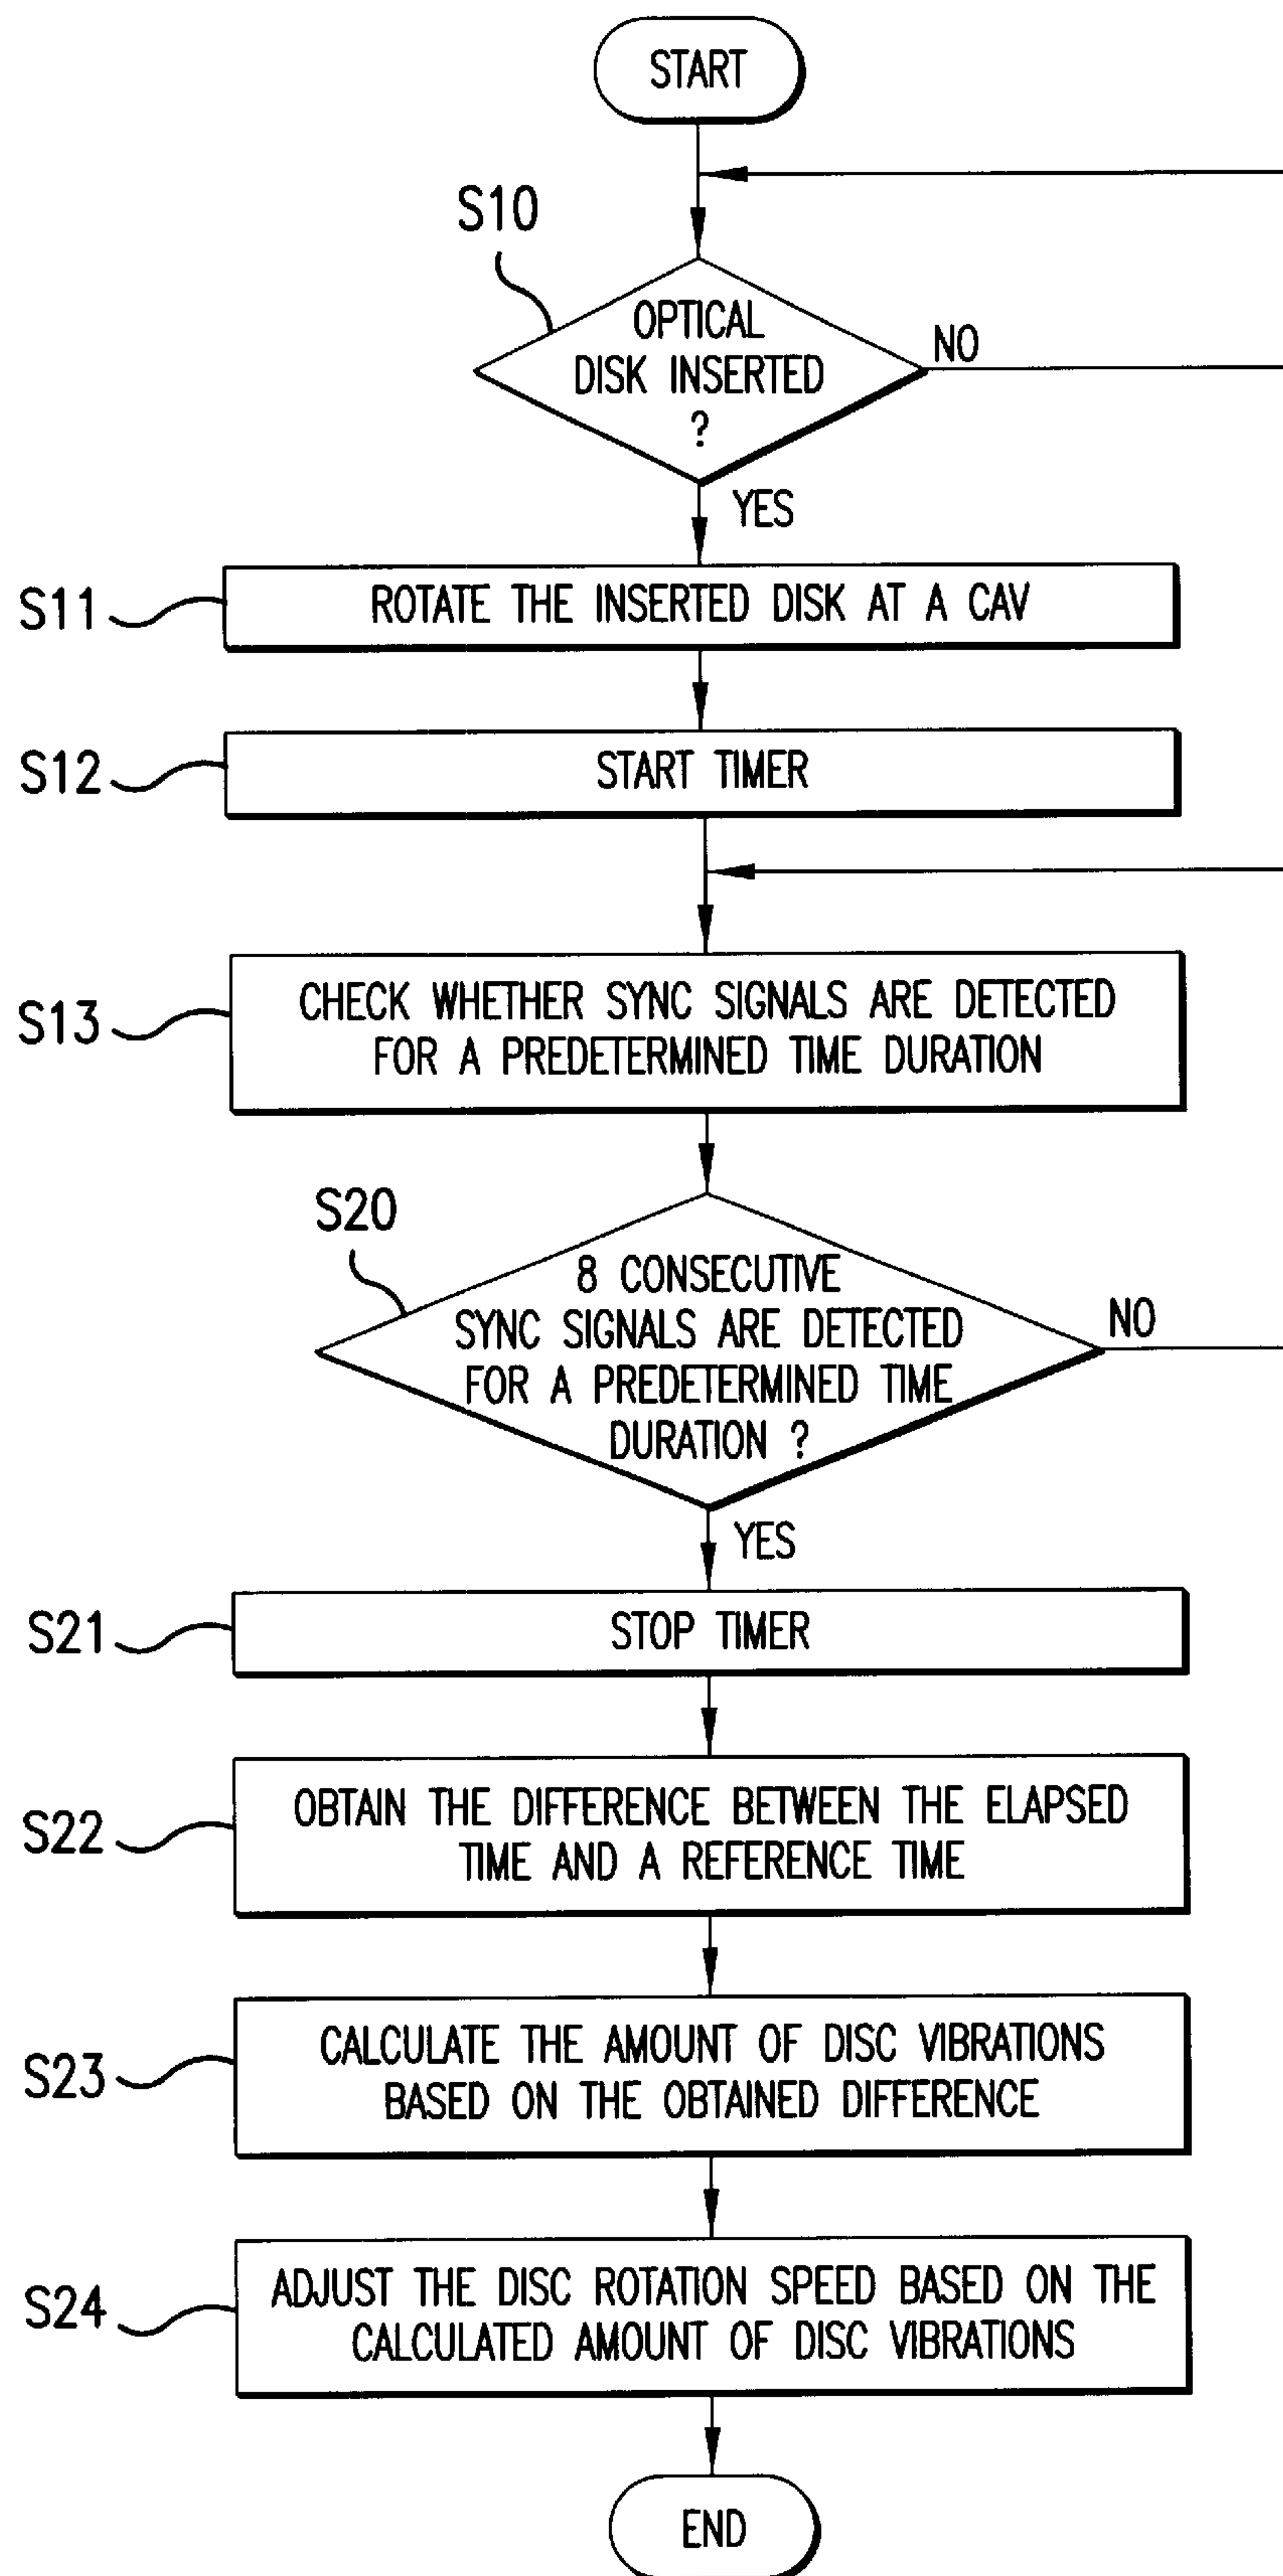 START
S10
OPTICAL
DISK INSERTED
?
NO
YES
S11
ROTATE THE INSERTED DISK AT A CAV
S12
START TIMER
S13
CHECK WHETHER SYNC SIGNALS ARE DETECTED
FOR A PREDETERMINED TIME DURATION
S20
8 CONSECUTIVE
SYNC SIGNALS ARE DETECTED
FOR A PREDETERMINED TIME
DURATION ?
NO
YES
S21
STOP TIMER
S22
OBTAIN THE DIFFERENCE BETWEEN THE ELAPSED
TIME AND A REFERENCE TIME
S23
CALCULATE THE AMOUNT OF DISC VIBRATIONS
BASED ON THE OBTAINED DIFFERENCE
S24
ADJUST THE DISC ROTATION SPEED BASED ON THE
CALCULATED AMOUNT OF DISC VIBRATIONS
END